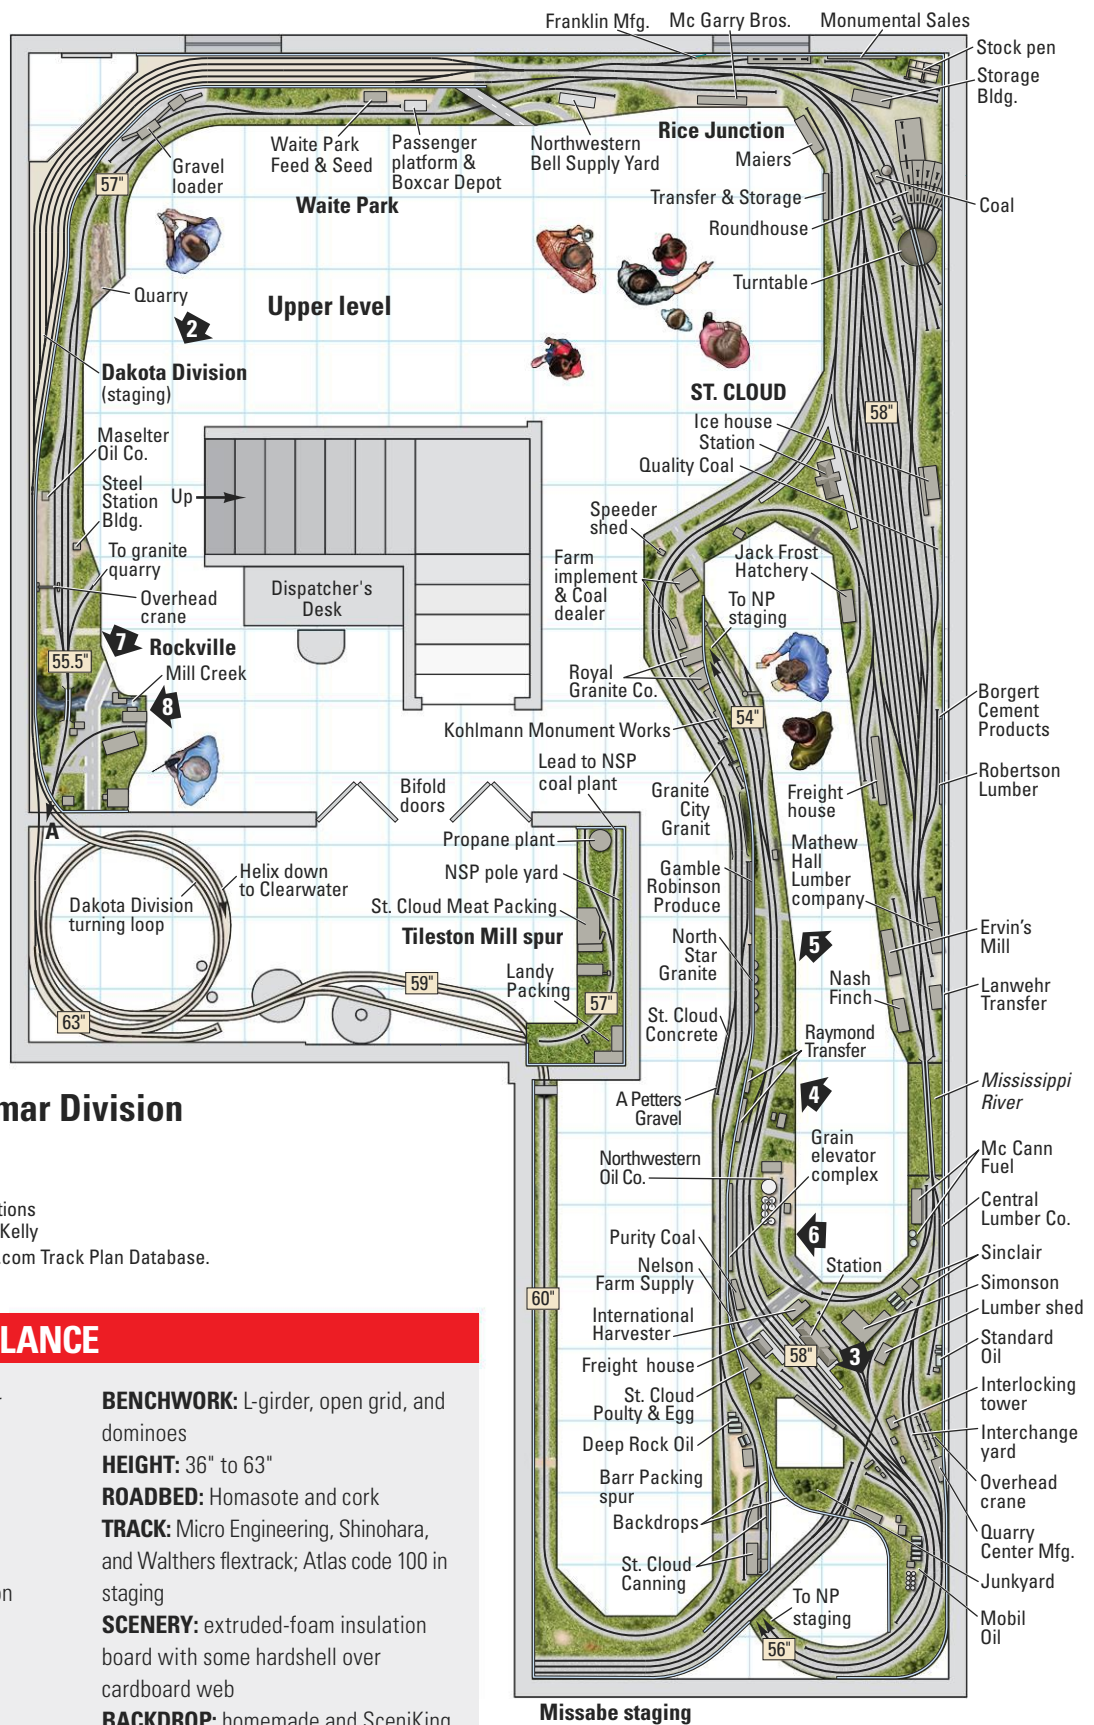 Franklin Mfg.
Mc Garry Bros.
Monumental Sales
Stock pen
Storage
Bldg.
Waite Park
Feed & Seed
Passenger
platform &
Boxcar Depot
Northwestern
Bell Supply Yard
Rice Junction
Maiers
Gravel
loader
57"
Waite Park
Transfer & Storage
Roundhouse
Coal
Turntable
Quarry
2
Upper level
Dakota Division
(staging)
ST. CLOUD
58"
Ice house
Station
Quality Coal
Maselter
Oil Co.
Steel
Station
Bldg.
Up
To granite
quarry
Overhead
crane
Dispatcher's
Desk
Speeder
shed
Farm
implement
& Coal
dealer
Jack Frost
Hatchery
To NP
staging
7
Rockville
55.5"
Mill Creek
8
Royal
Granite Co.
54"
Kohlmann Monument Works
Borgert
Cement
Products
Lead to NSP
coal plant
Bifold
doors
Granite
City
Granit
Freight
house
Robertson
Lumber
A
Propane plant
NSP pole yard
St. Cloud Meat Packing
Tileston Mill spur
Helix down
to Clearwater
Dakota Division
turning loop
Gamble
Robinson
Produce
Mathew
Hall
Lumber
company
North
Star
Granite
5
Ervin's
Mill
Landy
Packing
59"
57"
63"
Nash
Finch
Lanwehr
Transfer
St. Cloud
Concrete
Raymond
Transfer
A Petters
Gravel
4
Mississippi
River
mar Division
Grain
elevator
complex
Northwestern
Oil Co.
Mc Cann
Fuel
Central
Lumber Co.
tions
Kelly
.com Track Plan Database.
6
Purity Coal
Station
Sinclair
Nelson
Farm Supply
Simonson
60"
International
Harvester
Lumber shed
LANCE
58"
3
Standard
Oil
Freight house
St. Cloud
Poulty & Egg
Interlocking
tower
Deep Rock Oil
Interchange
yard
Barr Packing
spur
Overhead
crane
Backdrops
Quarry
Center Mfg.
St. Cloud
Canning
Junkyard
To NP
staging
Mobil
Oil
56"
Missabe staging
BENCHWORK: L-girder, open grid, and
dominoes
HEIGHT: 36" to 63"
ROADBED: Homasote and cork
TRACK: Micro Engineering, Shinohara,
and Walthers flextrack; Atlas code 100 in
staging
on
SCENERY: extruded-foam insulation
board with some hardshell over
cardboard web
BACKDROP: homemade and SceniKing